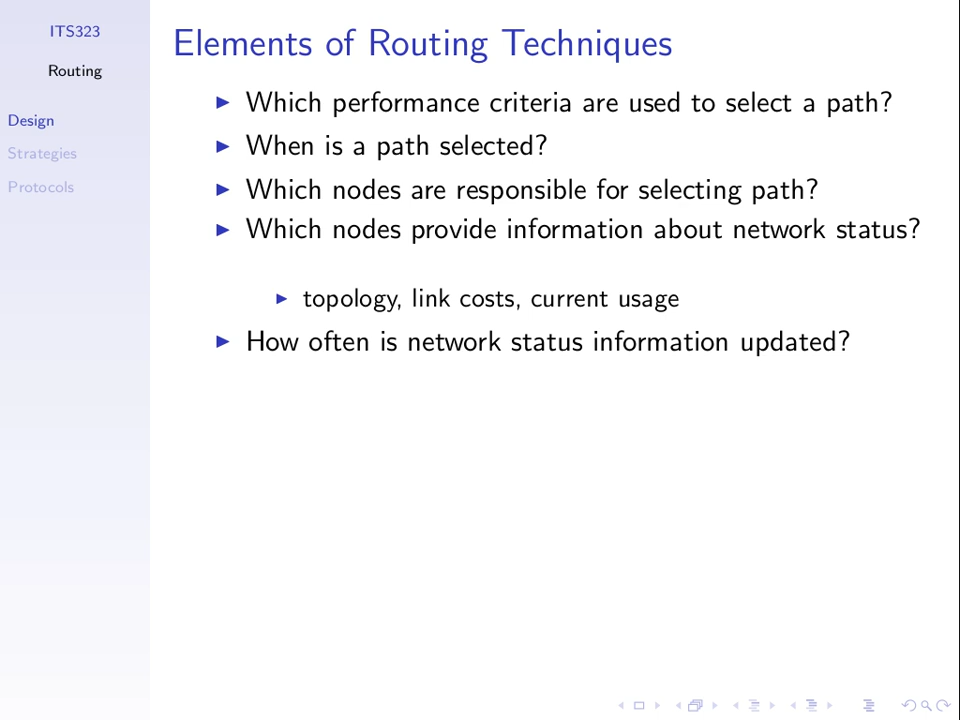 ITS323
Routing
Design
Strategies
Protocols
Elements of Routing Techniques
Which performance criteria are used to select a path?
When is a path selected?
Which nodes are responsible for selecting path?
Which nodes provide information about network status?
topology, link costs, current usage
How often is network status information updated?